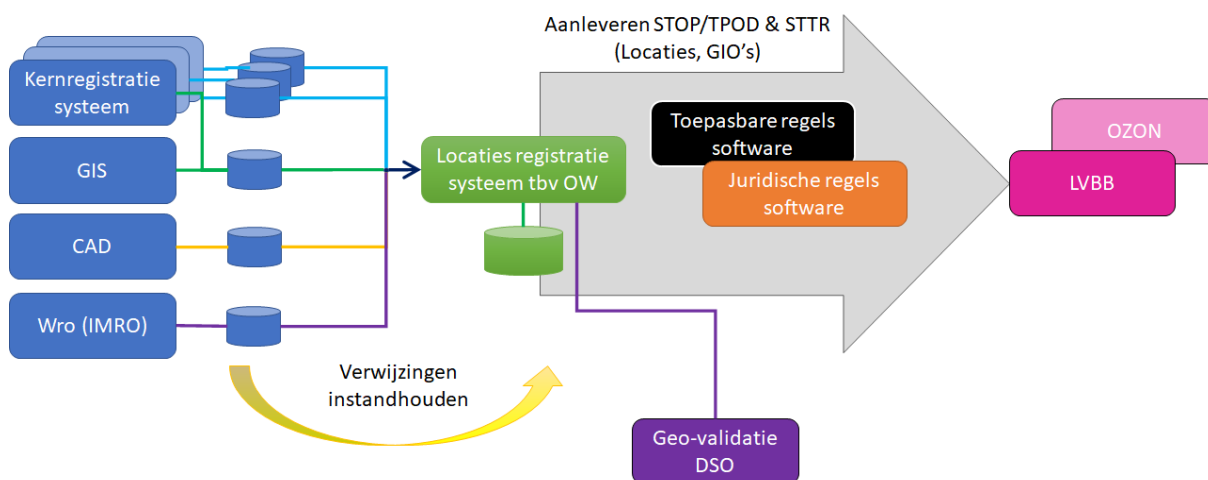 Aanleveren STOP/TPOD & STTR
(Locaties, GIO's)
Kernregistratie
systeem
GIS
CAD
Wro (IMRO)
Locaties registratie
systeem tbv OW
Toepasbare regels
software
Juridische regels
software
OZON
LVBB
Verwijzingen
instandhouden
Geo-validatie
DSO